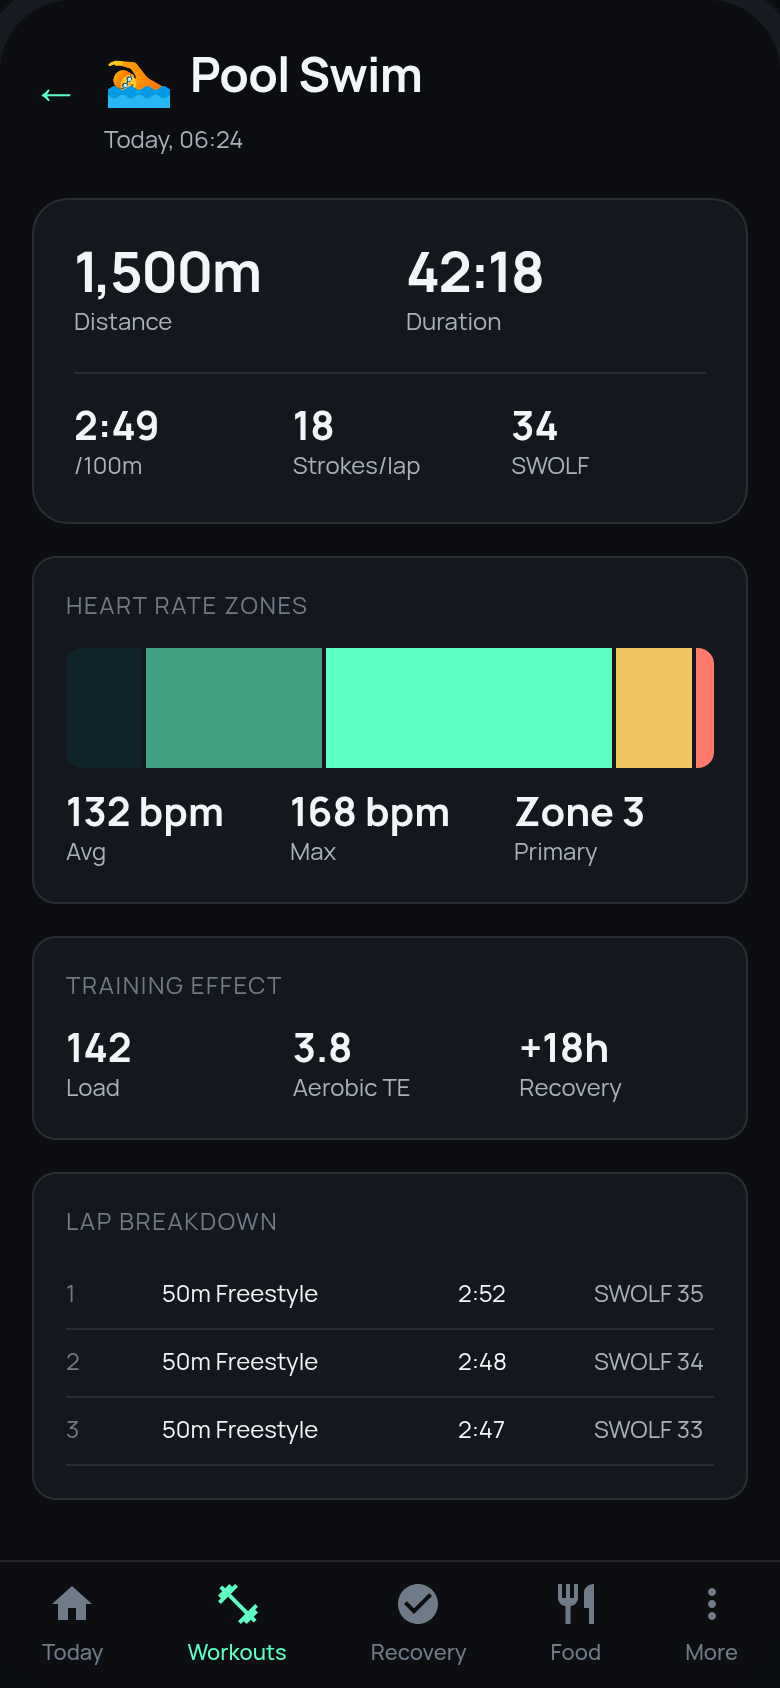 ← Pool Swim
Today, 06:24
1,500m 42:18
Distance Duration
2:49 18 34
/100m Strokes/lap SWOLF
HEART RATE ZONES
132 bpm 168 bpm Zone 3
Avg Max Primary
TRAINING EFFECT
142 3.8 +18h
Load Aerobic TE Recovery
LAP BREAKDOWN
1 50m Freestyle 2:52 SWOLF 35
2 50m Freestyle 2:48 SWOLF 34
3 50m Freestyle 2:47 SWOLF 33
Today Workouts Recovery Food More